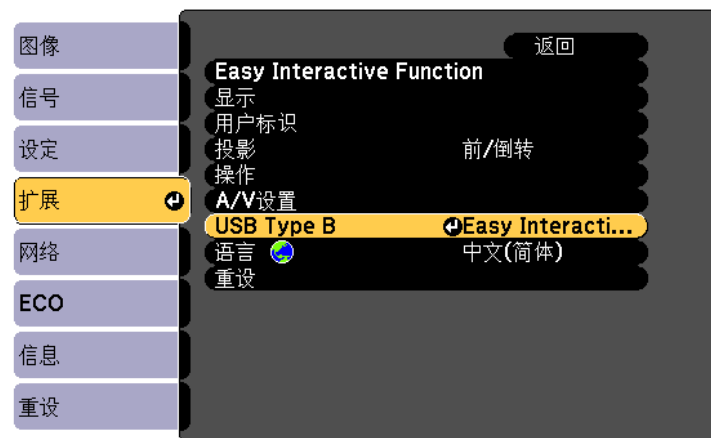 图像
信号
设定
扩展
网络
ECO
信息
重设
返回
Easy Interactive Function
显示
用户标识
投影 前/倒转
操作
A/V设置
USB Type B Easy Interacti...
语言 中文(简体)
重设